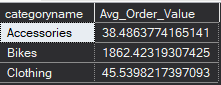 categoryname Avg_Order_Value
Accessories 38.4863774165141
Bikes 1862.42319307425
Clothing 45.5398217397093